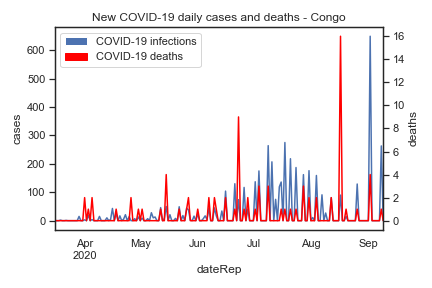 New COVID-19 daily cases and deaths - Congo
COVID-19 infections
COVID-19 deaths
600
500
400
300
200
100
0
cases
16
14
12
10
8
6
4
2
0
deaths
Apr May Jun Jul Aug Sep
2020
dateRep